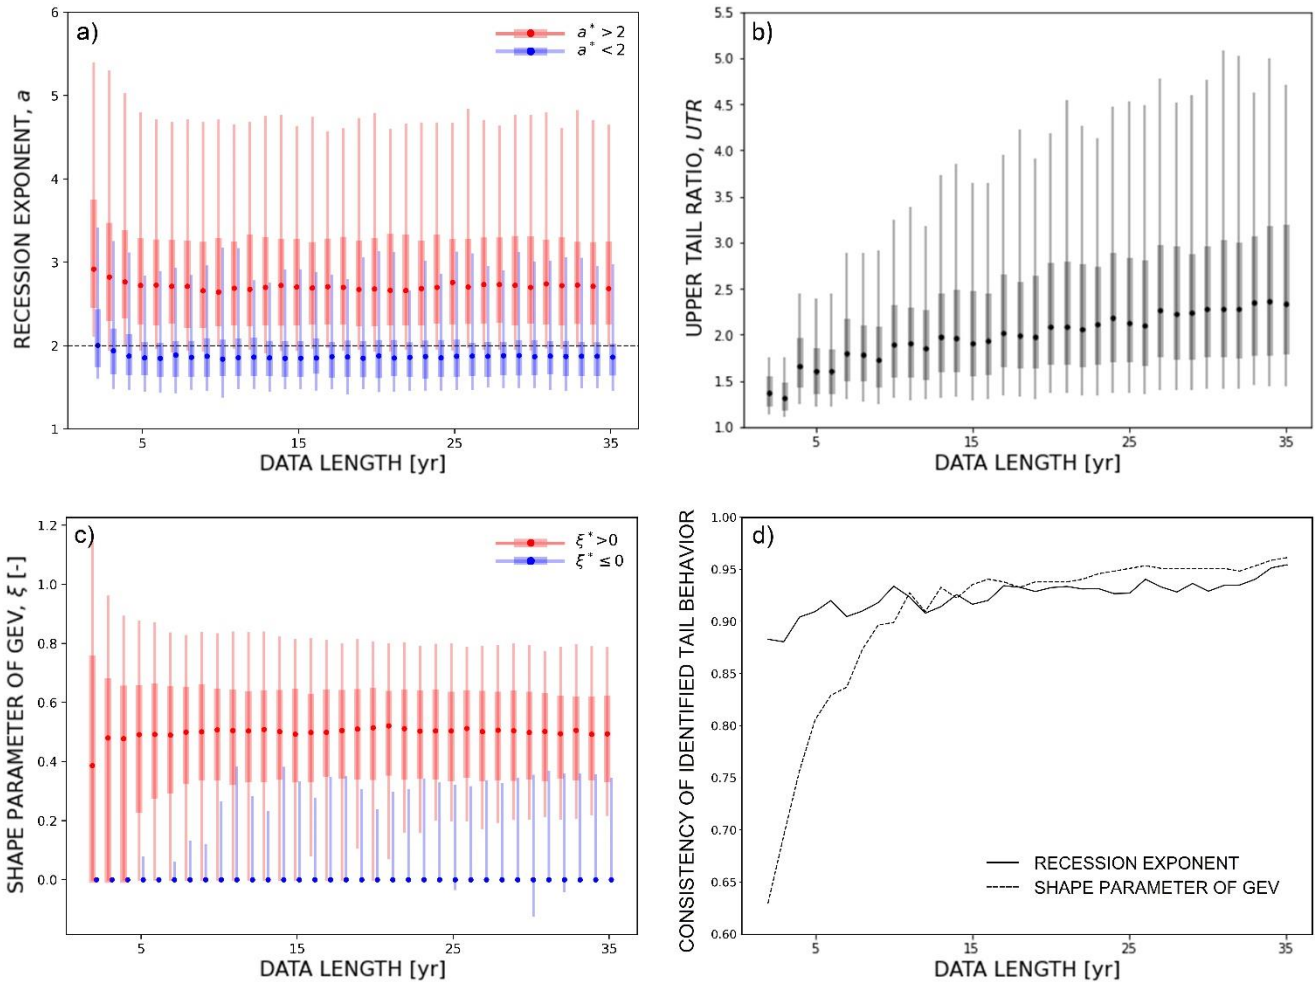 a)
a* > 2
a* < 2
6
5
4
3
2
1
RECESSION EXPONENT, a
5
15
25
35
DATA LENGTH [yr]
b)
5.5
5.0
4.5
4.0
3.5
3.0
2.5
2.0
1.5
1.0
UPPER TAIL RATIO, UTR
5
15
25
35
DATA LENGTH [yr]
c)
ξ* >0
ξ* ≤ 0
1.2
1.0
0.8
0.6
0.4
0.2
0.0
SHAPE PARAMETER OF GEV, ξ [-]
5
15
25
35
DATA LENGTH [yr]
d)
1.00
0.95
0.90
0.85
0.80
0.75
0.70
0.65
0.60
CONSISTENCY OF IDENTIFIED TAIL BEHAVIOR
RECESSION EXPONENT
SHAPE PARAMETER OF GEV
5
15
25
35
DATA LENGTH [yr]